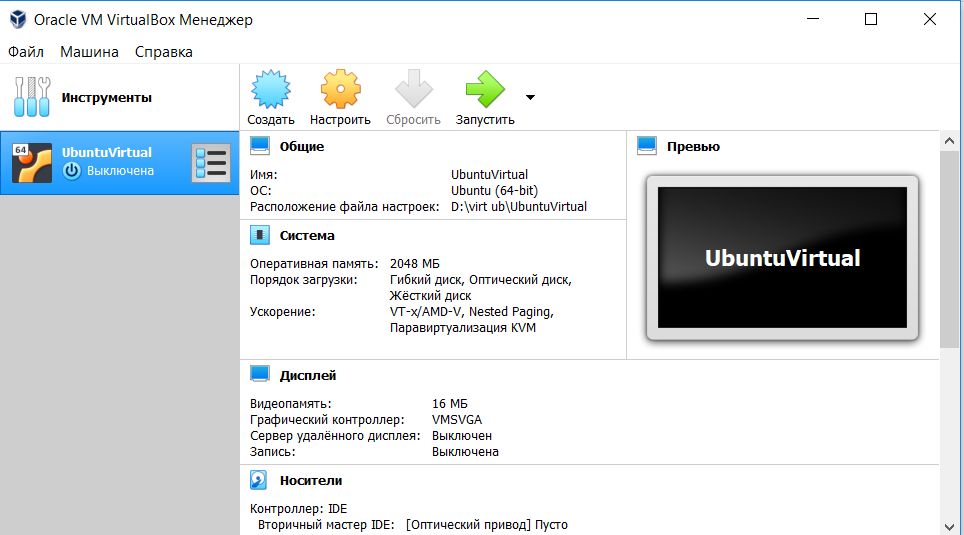 Oracle VM VirtualBox Менеджер
Файл Машина Справка
Инструменты
Создать Настроить Сбросить Запустить
64
UbuntuVirtual
Выключена
Общие
Имя: UbuntuVirtual
ОС: Ubuntu (64-bit)
Расположение файла настроек: D:\virt ub\UbuntuVirtual
Превью
UbuntuVirtual
Система
Оперативная память: 2048 МБ
Порядок загрузки: Гибкий диск, Оптический диск,
Жёсткий диск
Ускорение: VT-x/AMD-V, Nested Paging,
Паравиртуализация KVM
Дисплей
Видеопамять: 16 МБ
Графический контроллер: VMSVGA
Сервер удалённого дисплея: Выключен
Запись: Выключена
Носители
Контроллер: IDE
Вторичный мастер IDE: [Оптический привод] Пусто